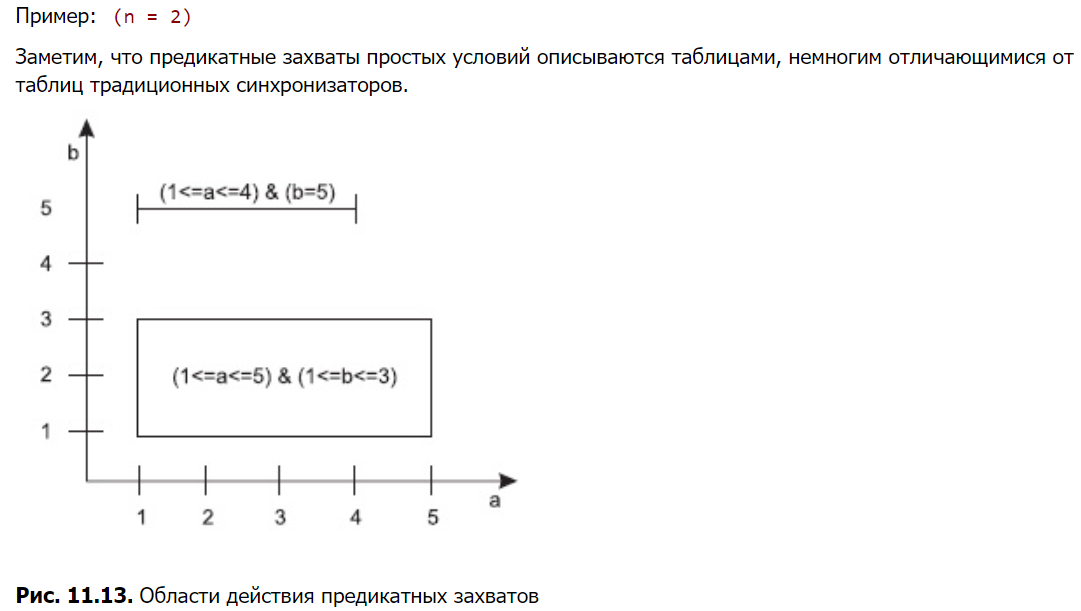 Пример: (n = 2)
Заметим, что предикатные захваты простых условий описываются таблицами, немногим отличающимися от
таблиц традиционных синхронизаторов.
b
(1<=a<=4) & (b=5)
5
4
3
(1<=a<=5) & (1<=b<=3)
2
1
a
1 2 3 4 5
Рис. 11.13. Области действия предикатных захватов